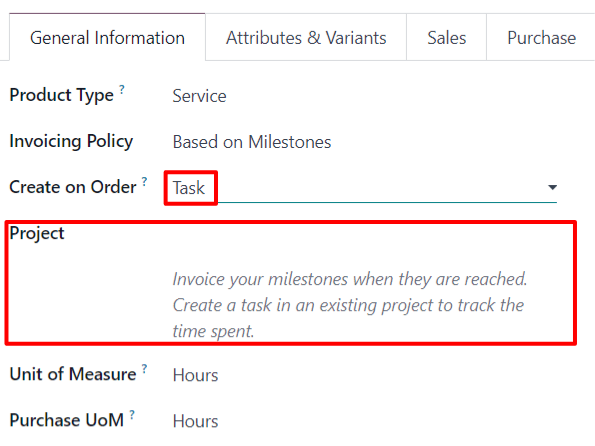 General Information Attributes & Variants Sales Purchase
Product Type ? Service
Invoicing Policy Based on Milestones
Create on Order ? Task
Project
Invoice your milestones when they are reached.
Create a task in an existing project to track the
time spent.
Unit of Measure ? Hours
Purchase UoM ? Hours